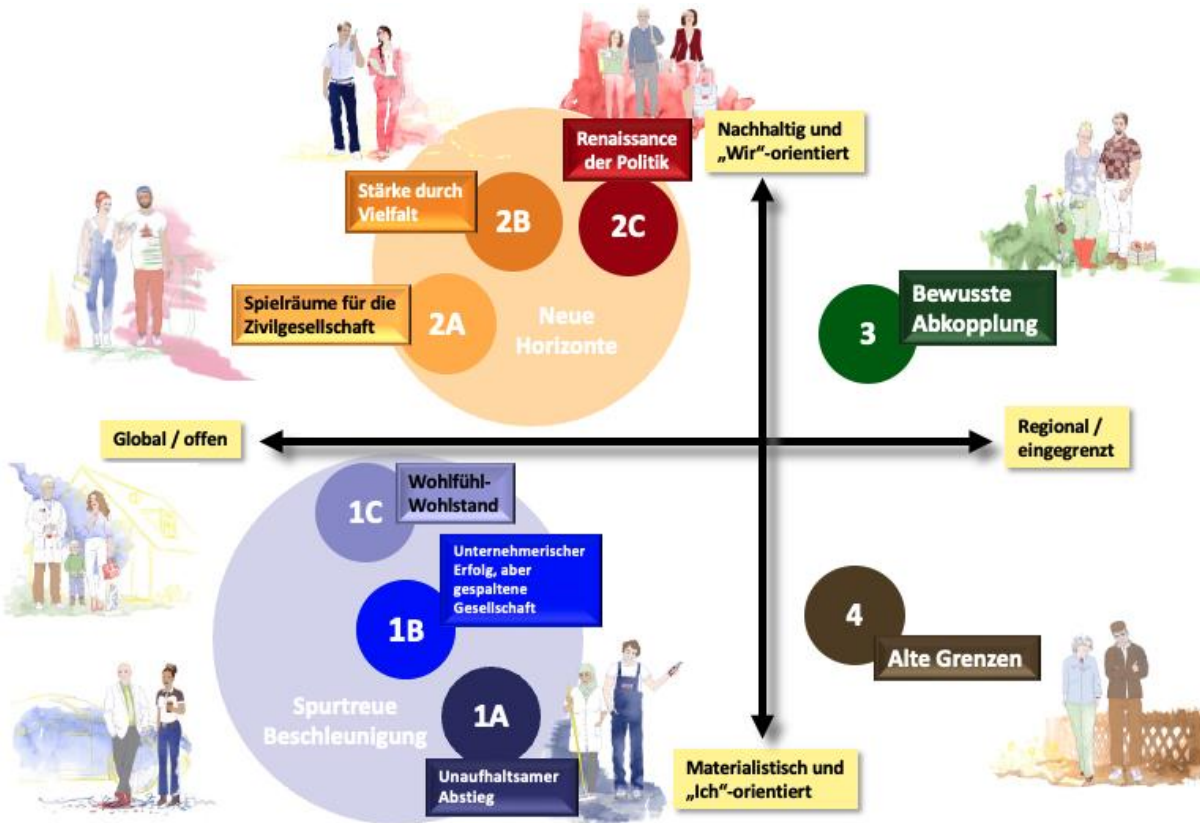 Renaissance
der Politik
Nachhaltig und
„Wir“-orientiert
Stärke durch
Vielfalt
2B
2C
Spielräume für die
Zivilgesellschaft
2A
Neue
Horizonte
3
Bewusste
Abkopplung
Global / offen
Regional /
eingegrenzt
1C
Wohlfühl-
Wohlstand
Unternehmerischer
Erfolg, aber
gespaltene
Gesellschaft
1B
4
Alte Grenzen
Spurtreue
Beschleunigung
1A
Unaufhaltsamer
Abstieg
Materialistisch und
„Ich“-orientiert